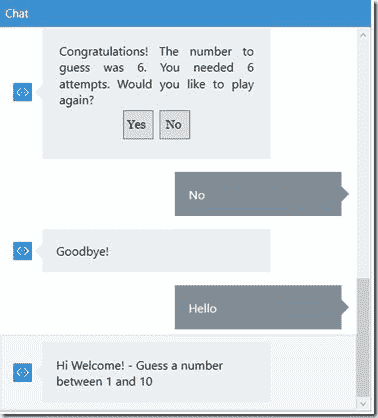 Chat
Congratulations! The number to
guess was 6. You needed 6
attempts. Would you like to play
again?
Yes No
No
Goodbye!
Hello
Hi Welcome! - Guess a number
between 1 and 10